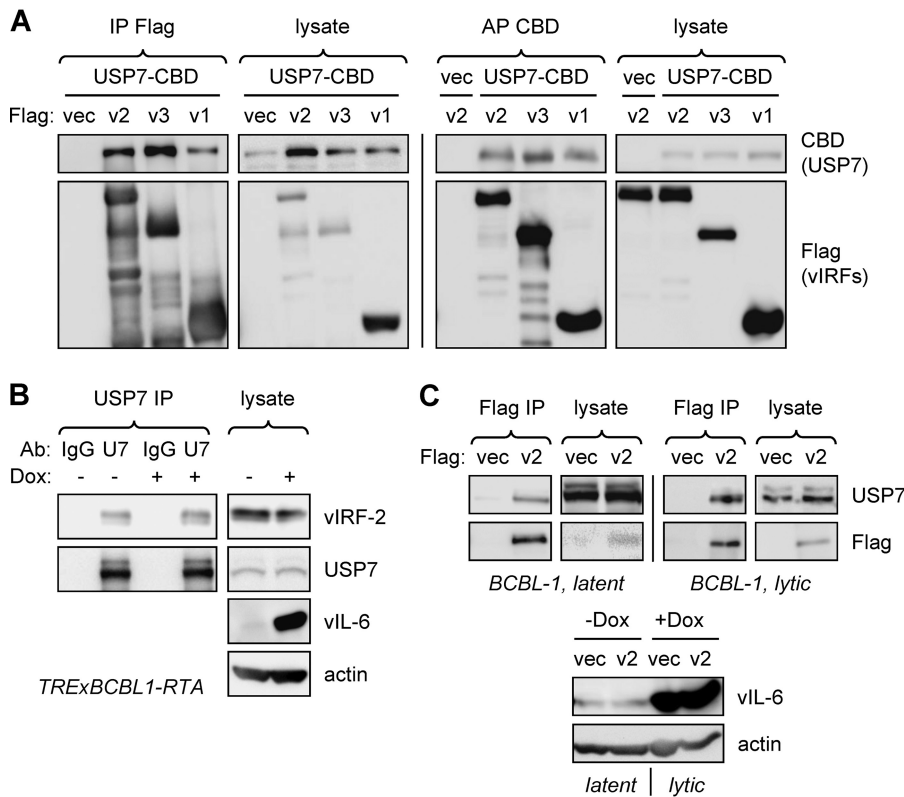 A
IP Flag lysate AP CBD lysate
USP7-CBD USP7-CBD vec USP7-CBD vec USP7-CBD
Flag: vec v2 v3 v1 vec v2 v3 v1 v2 v2 v3 v1 v2 v2 v3 v1
CBD
(USP7)
Flag
(vIRFs)
B
USP7 IP lysate
Ab: IgG U7 IgG U7
Dox: - - + + - +
vIRF-2
USP7
vIL-6
actin
TRExBCBL1-RTA
C
Flag IP lysate Flag IP lysate
Flag: vec v2 vec v2 vec v2 vec v2
USP7
Flag
BCBL-1, latent BCBL-1, lytic
-Dox +Dox
vec v2 vec v2
vIL-6
actin
latent lytic